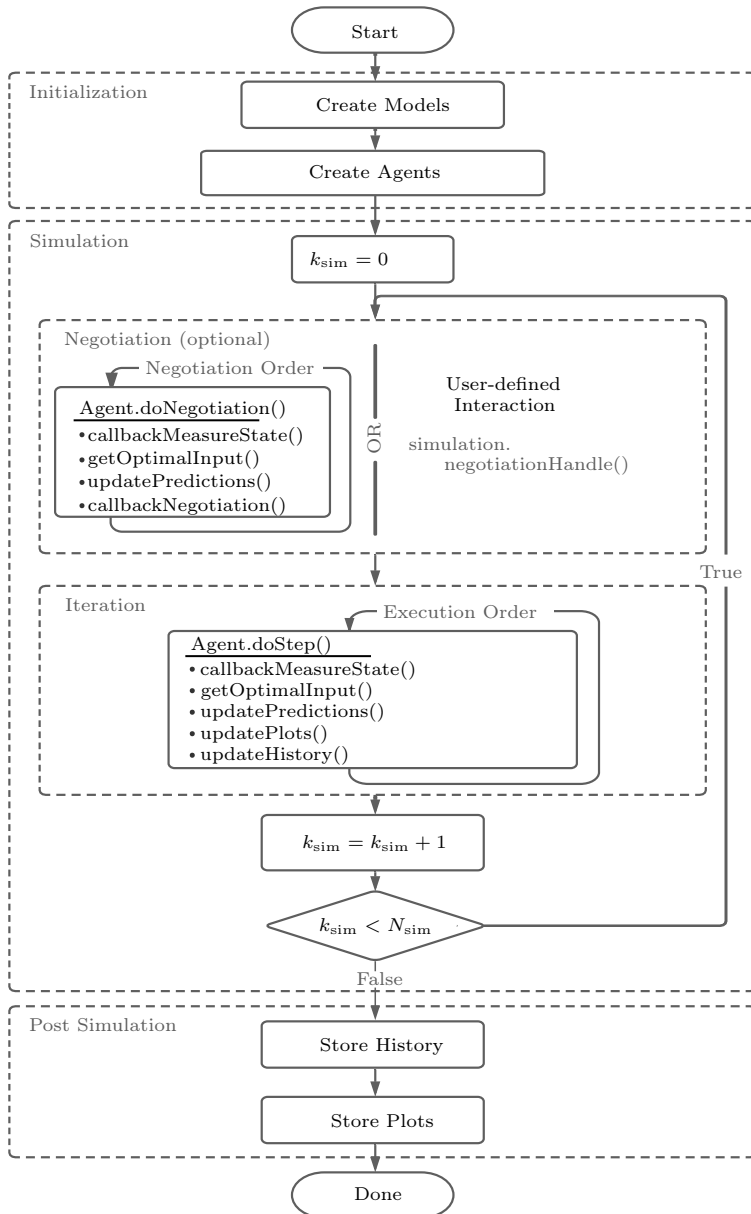 Start
Initialization
Create Models
Create Agents
Simulation
k_sim = 0
Negotiation (optional)
Negotiation Order
Agent.doNegotiation()
•callbackMeasureState()
•getOptimalInput()
•updatePredictions()
•callbackNegotiation()
OR
User-defined
Interaction
simulation.
negotiationHandle()
True
Iteration
Execution Order
Agent.doStep()
•callbackMeasureState()
•getOptimalInput()
•updatePredictions()
•updatePlots()
•updateHistory()
k_sim = k_sim + 1
k_sim < N_sim
False
Post Simulation
Store History
Store Plots
Done